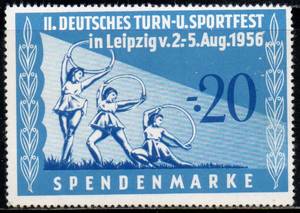 II. DEUTSCHES TURN-U. SPORTFEST
in Leipzig v. 2.-5. Aug. 1956
-.20
SPENDENMARKE